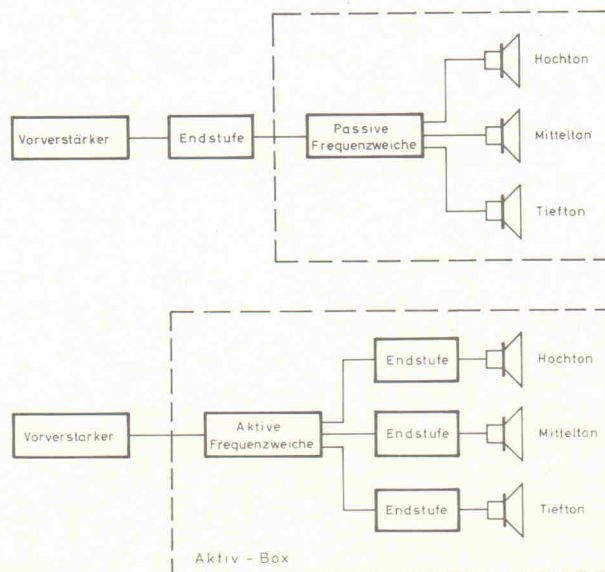 Hochton
Vorverstärker
Endstufe
Passive
Frequenzweiche
Mittelton
Tiefton
Endstufe
Hochton
Vorverstärker
Aktive
Frequenzweiche
Endstufe
Mittelton
Endstufe
Tiefton
Aktiv - Box